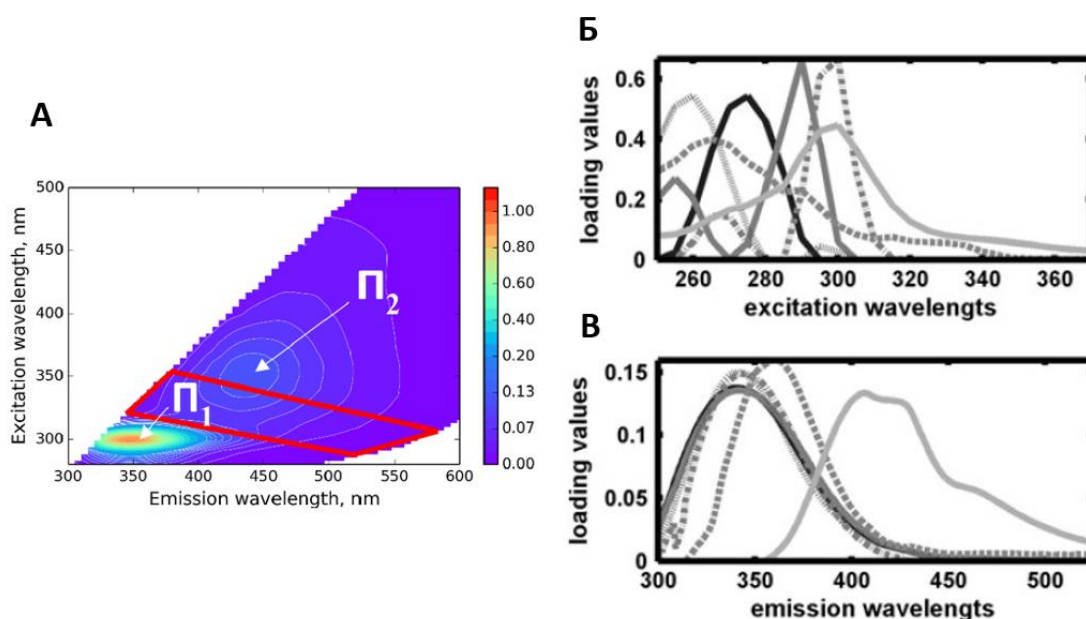 А
500
450
400
350
300
300 350 400 450 500 550 600
Excitation wavelength, nm
Emission wavelength, nm
П2
П1
1.00
0.80
0.60
0.40
0.20
0.13
0.07
0.00
Б
0.6
0.4
0.2
0
loading values
260 280 300 320 340 360
excitation wavelengts
В
0.15
0.1
0.05
0
loading values
300 350 400 450 500
emission wavelengts